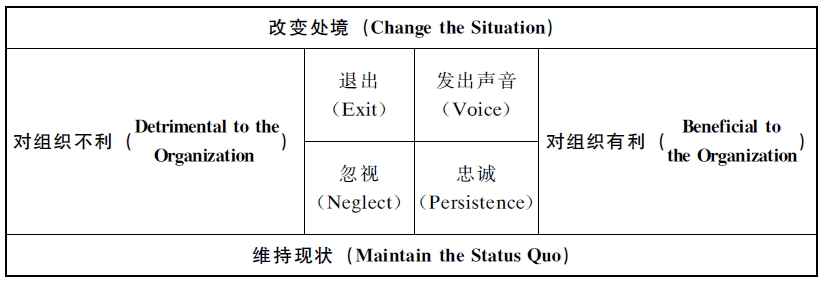 改变处境（Change the Situation）
对组织不利（Detrimental to the Organization）
退出
（Exit）
发出声音
（Voice）
对组织有利（Beneficial to the Organization）
忽视
（Neglect）
忠诚
（Persistence）
维持现状（Maintain the Status Quo）